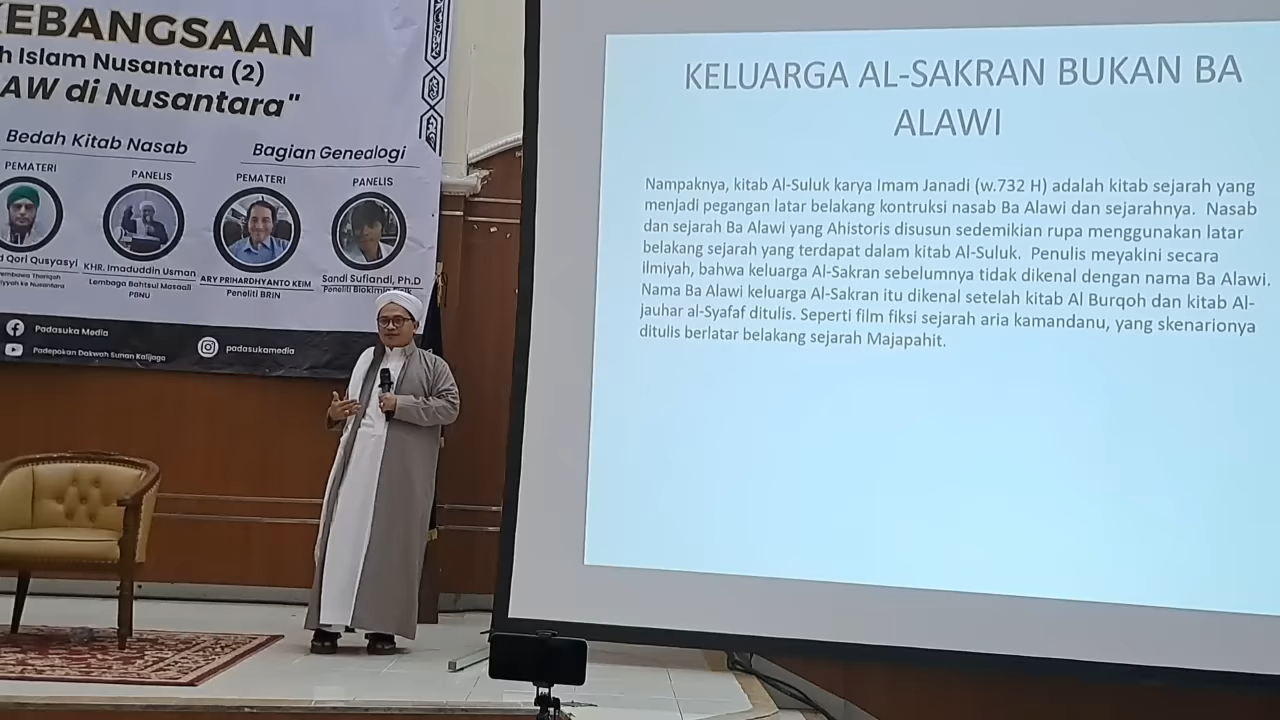 KEBANGSAAN
h Islam Nusantara (2)
AW di Nusantara"
Bedah Kitab Nasab
Bagian Genealogi
PEMATERI
PANELIS
PEMATERI
PANELIS
d Qori Qusyasyi
KHR. Imaduddin Usman
ARY PRIHARDHYANTO KEIM
Sandi Sufiandi, Ph.D
Pembawa Thariqah
Lembaga Bahtsul Masaail
Peneliti BRIN
Peneliti Biokimia
iyyah ke Nusantara
PBNU
Padasuka Media
padasukamedia
Padepokan Dakwah Sunan Kalijaga
KELUARGA AL-SAKRAN BUKAN BA
ALAWI
Nampaknya, kitab Al-Suluk karya Imam Janadi (w.732 H) adalah kitab sejarah yang
menjadi pegangan latar belakang kontruksi nasab Ba Alawi dan sejarahnya. Nasab
dan sejarah Ba Alawi yang Ahistoris disusun sedemikian rupa menggunakan latar
belakang sejarah yang terdapat dalam kitab Al-Suluk. Penulis meyakini secara
ilmiyah, bahwa keluarga Al-Sakran sebelumnya tidak dikenal dengan nama Ba Alawi.
Nama Ba Alawi keluarga Al-Sakran itu dikenal setelah kitab Al Burqoh dan kitab Al-
jauhar al-Syafaf ditulis. Seperti film fiksi sejarah aria kamandanu, yang skenarionya
ditulis berlatar belakang sejarah Majapahit.